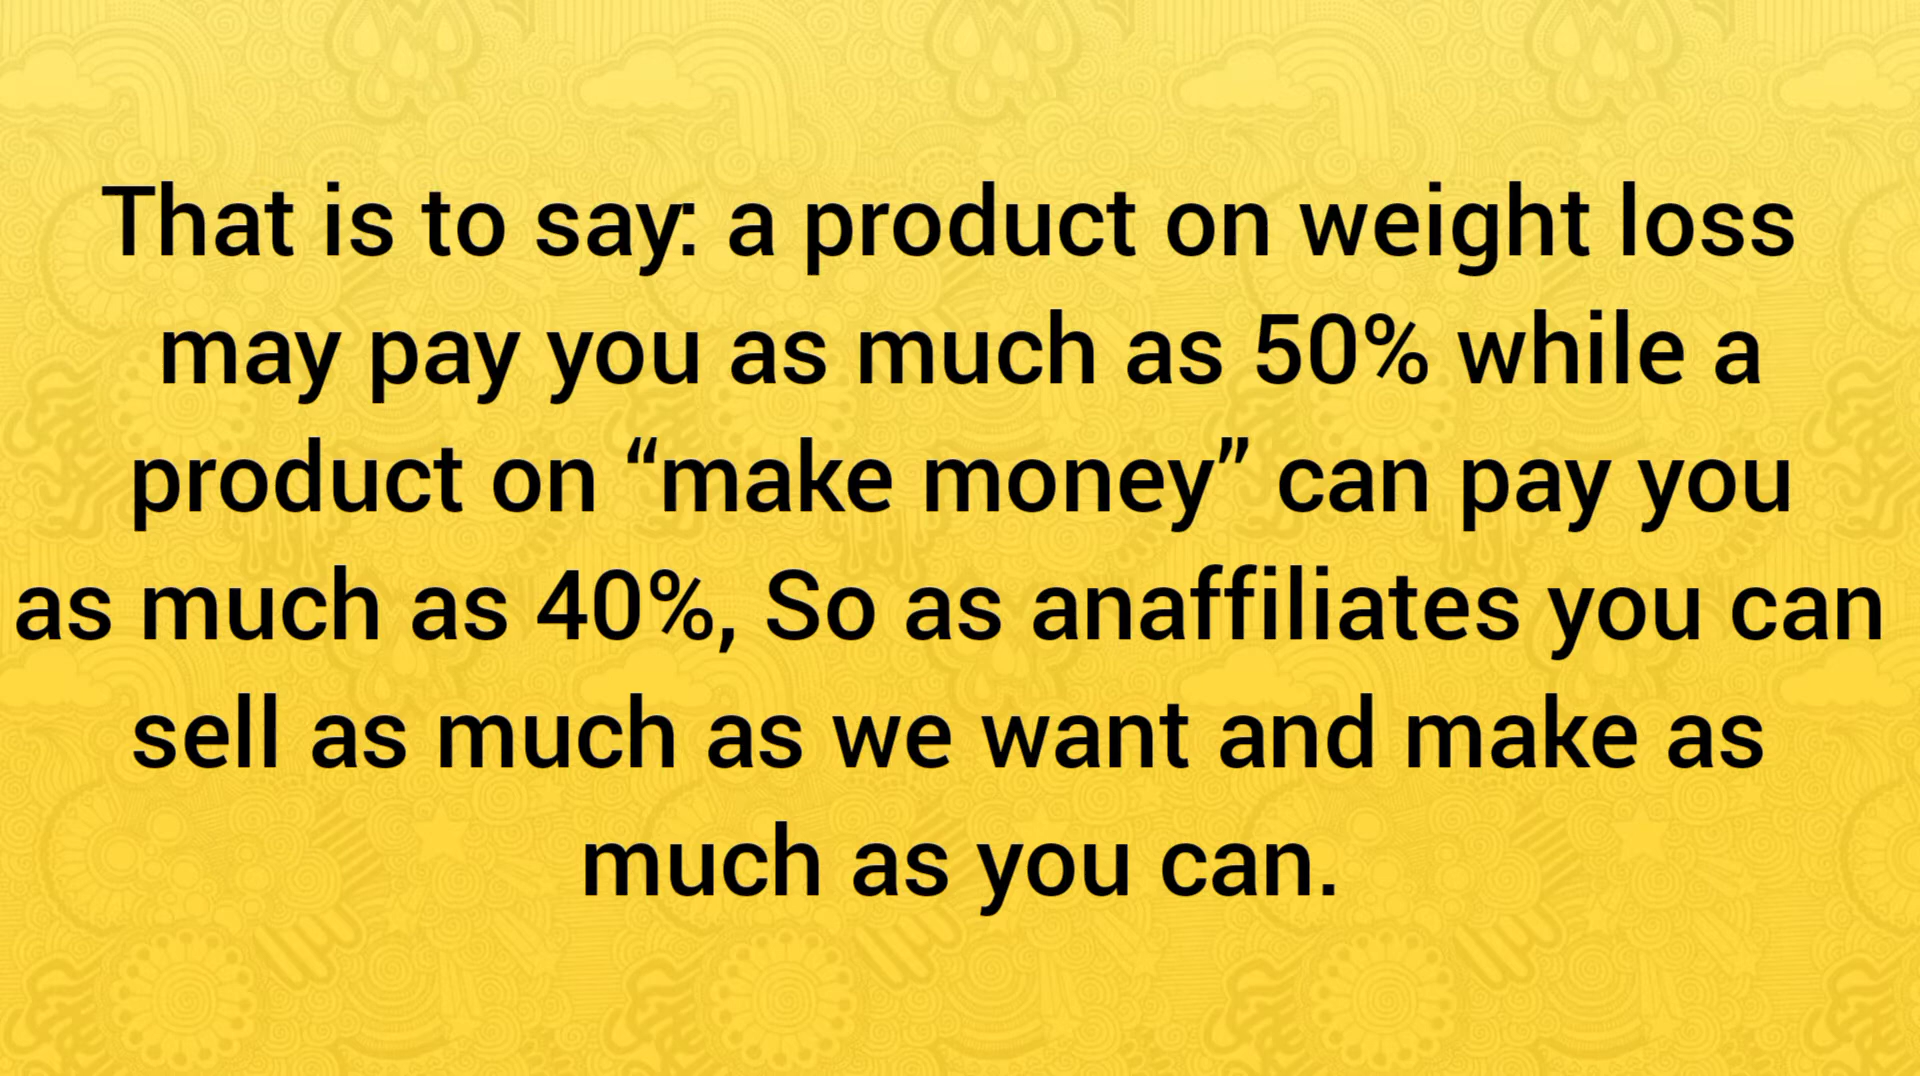 That is to say: a product on weight loss
may pay you as much as 50% while a
product on “make money” can pay you
as much as 40%, So as anaffiliates you can
sell as much as we want and make as
much as you can.